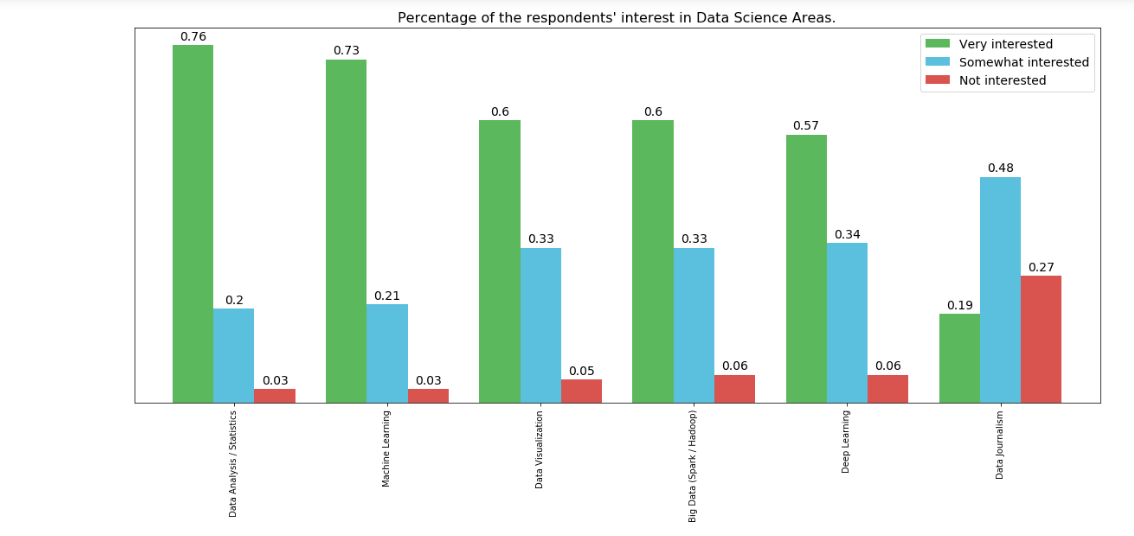 Percentage of the respondents' interest in Data Science Areas.
Very interested
Somewhat interested
Not interested
0.76
0.2
0.03
0.73
0.21
0.03
0.6
0.33
0.05
0.6
0.33
0.06
0.57
0.34
0.06
0.19
0.48
0.27
Data Analysis / Statistics
Machine Learning
Data Visualization
Big Data (Spark / Hadoop)
Deep Learning
Data Journalism